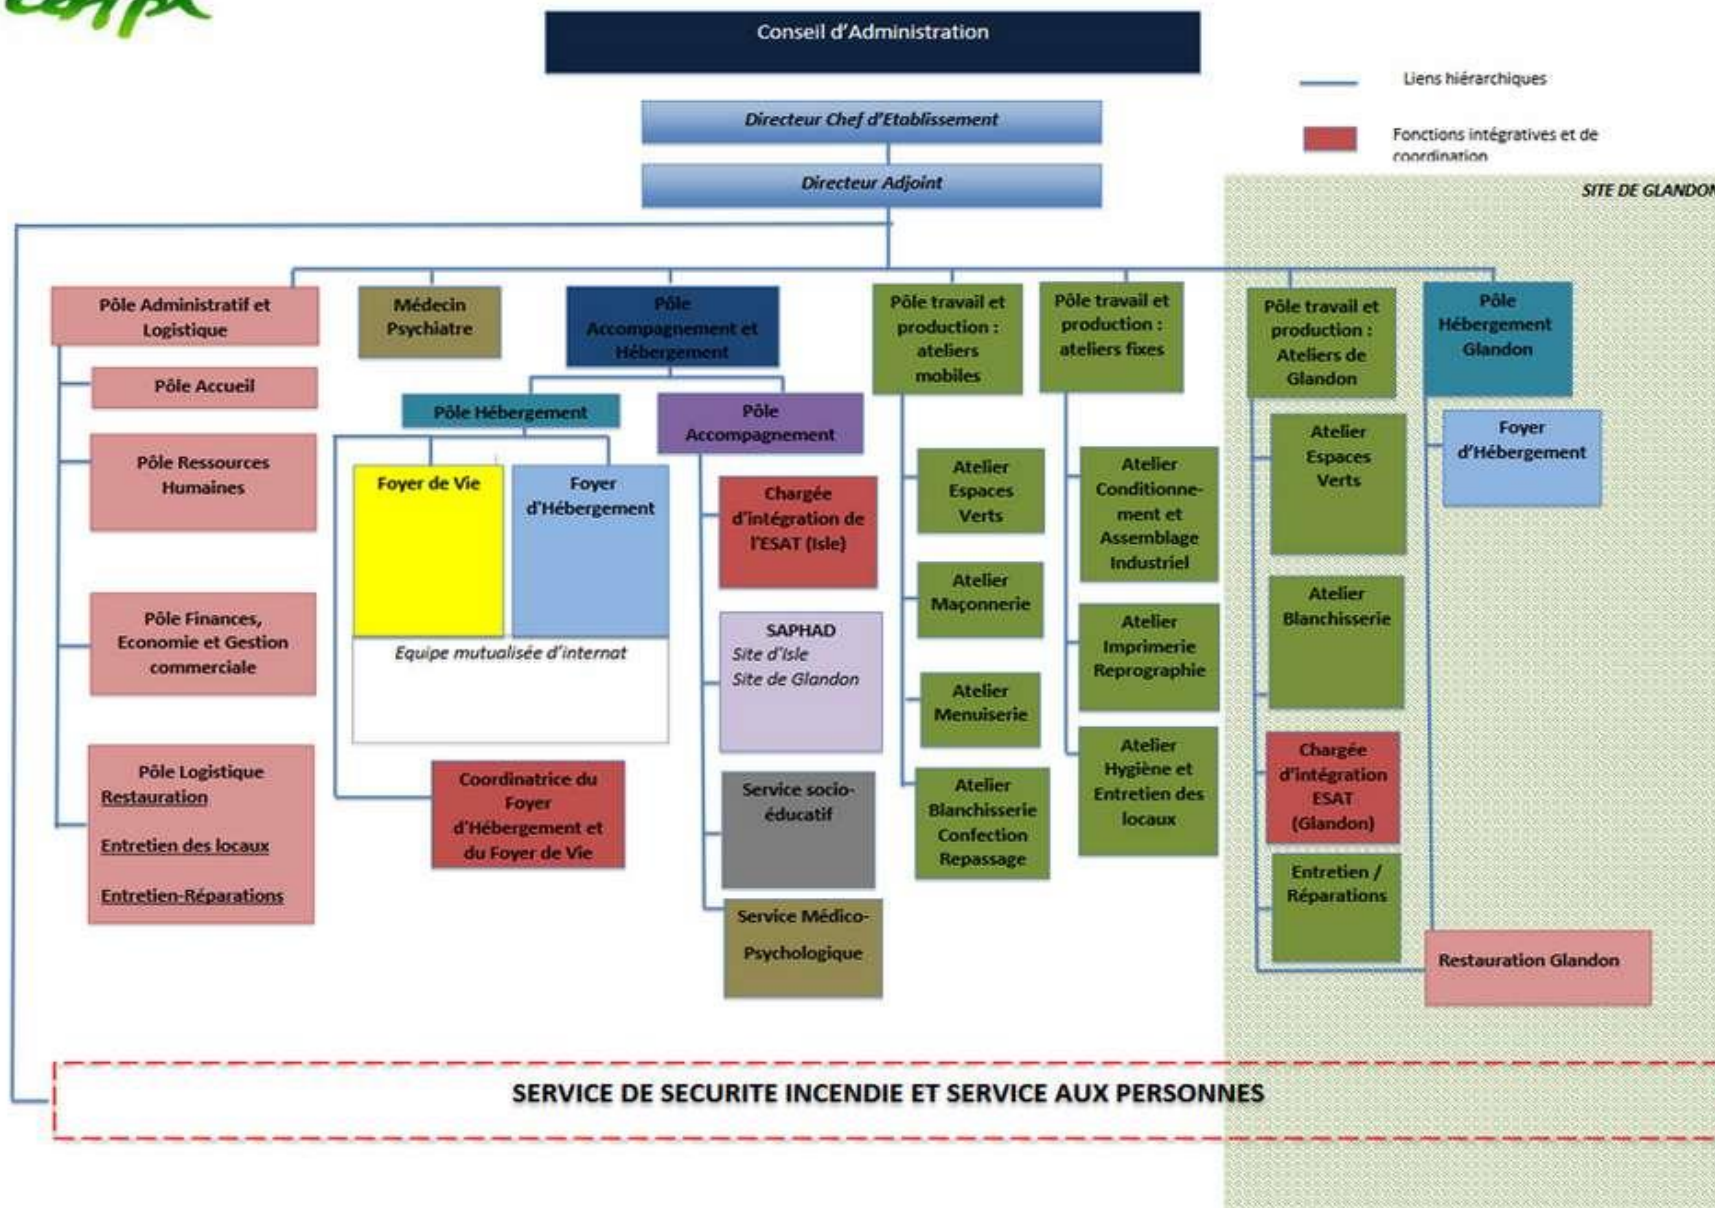 Conseil d'Administration
Liens hiérarchiques
Directeur Chef d'Etablissement
Fonctions intégratives et de
coordination
Directeur Adjoint
SITE DE GLANDON
Pôle Administratif et
Logistique
Médecin
Psychiatre
Pôle
Accompagnement et
Hébergement
Pôle travail et
production :
ateliers
mobiles
Pôle travail et
production :
ateliers fixes
Pôle travail et
production :
Ateliers de
Glandon
Pôle
Hébergement
Glandon
Pôle Accueil
Pôle Ressources
Humaines
Pôle Finances,
Economie et Gestion
commerciale
Pôle Logistique
Restauration
Entretien des locaux
Entretien-Réparations
Pôle Hébergement
Foyer de Vie
Foyer
d'Hébergement
Equipe mutualisée d'internat
Coordinatrice du
Foyer
d'Hébergement et
du Foyer de Vie
Pôle
Accompagnement
Chargée
d'intégration de
l'ESAT (Isle)
SAPHAD
Site d'Isle
Site de Glandon
Service socio-
éducatif
Service Médico-
Psychologique
Atelier
Espaces
Verts
Atelier
Maçonnerie
Atelier
Menuiserie
Atelier
Blanchisserie
Confection
Repassage
Atelier
Conditionne-
ment et
Assemblage
Industriel
Atelier
Imprimerie
Reprographie
Atelier
Hygiène et
Entretien des
locaux
Atelier
Espaces
Verts
Atelier
Blanchisserie
Chargée
d'intégration
ESAT
(Glandon)
Entretien /
Réparations
Foyer
d'Hébergement
Restauration Glandon
SERVICE DE SECURITE INCENDIE ET SERVICE AUX PERSONNES